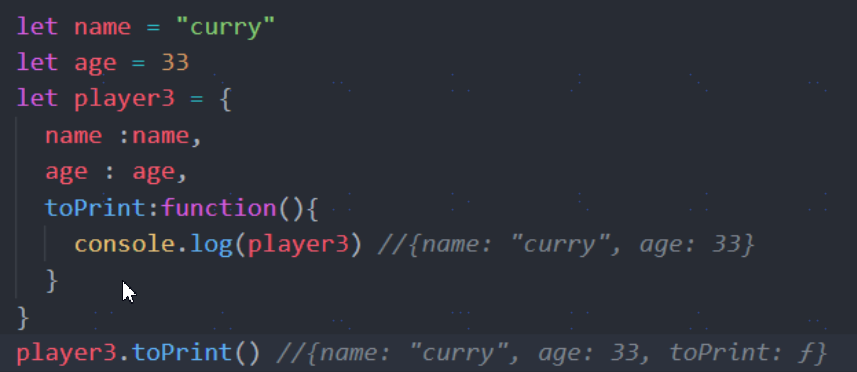 let name = "curry"
let age = 33
let player3 = {
  name :name,
  age : age,
  toPrint:function(){
    console.log(player3) //{name: "curry", age: 33}
  }
}
player3.toPrint() //{name: "curry", age: 33, toPrint: ƒ}